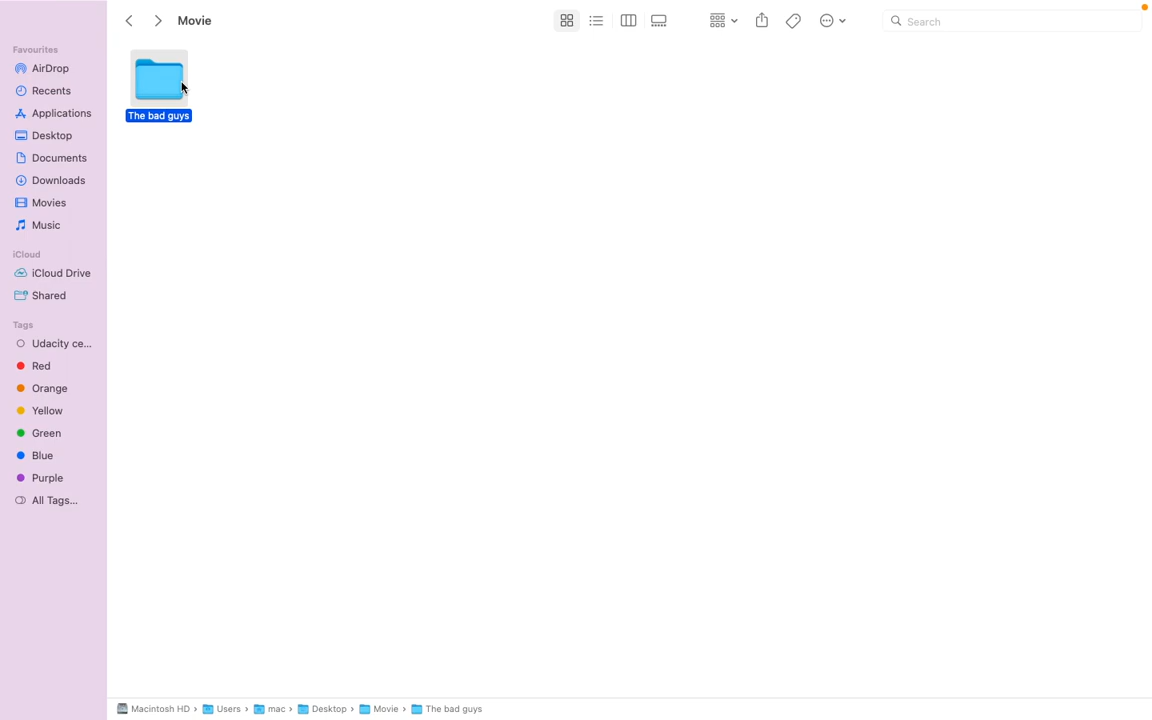 Movie
Search
Favourites
AirDrop
Recents
Applications
Desktop
Documents
Downloads
Movies
Music
iCloud
iCloud Drive
Shared
Tags
Udacity ce...
Red
Orange
Yellow
Green
Blue
Purple
All Tags...
The bad guys
Macintosh HD › Users › mac › Desktop › Movie › The bad guys